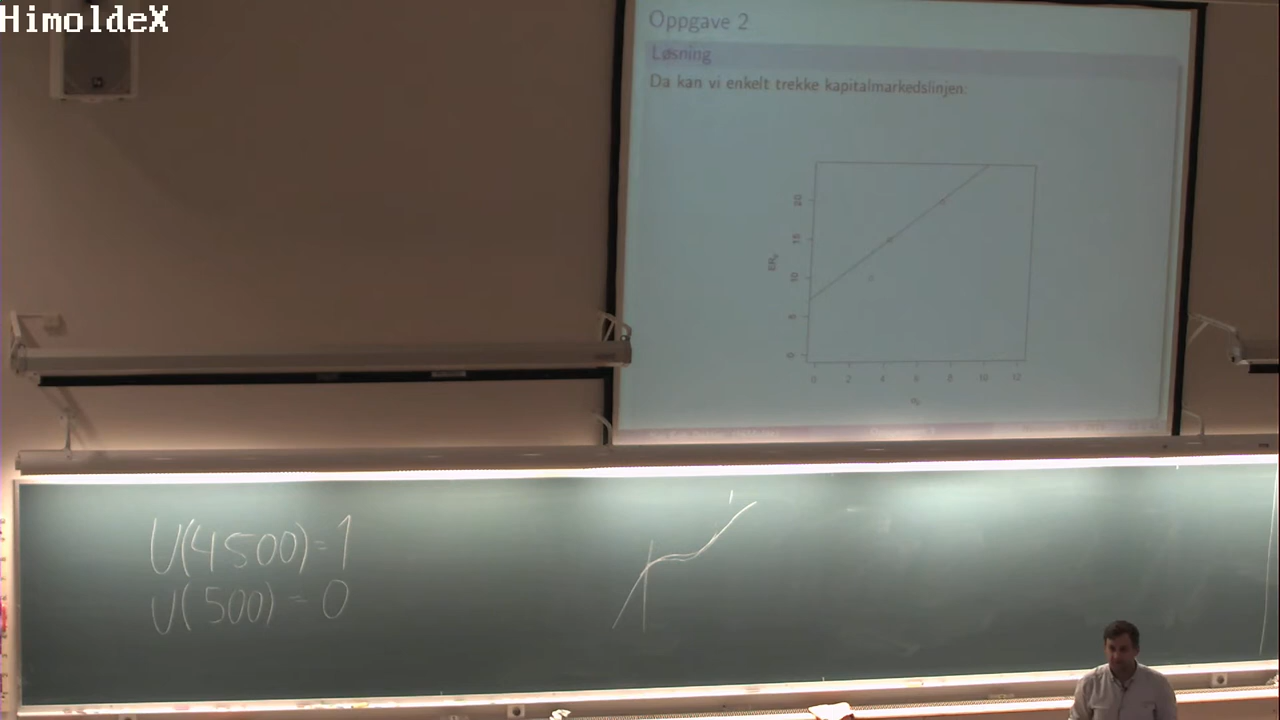 HimoldeX
Oppgave 2
Løsning
Da kan vi enkelt trekke kapitalmarkedslinjen:
20
15
10
5
0
0 2 4 6 8 10 12
U(4500)=1
U(500)=0